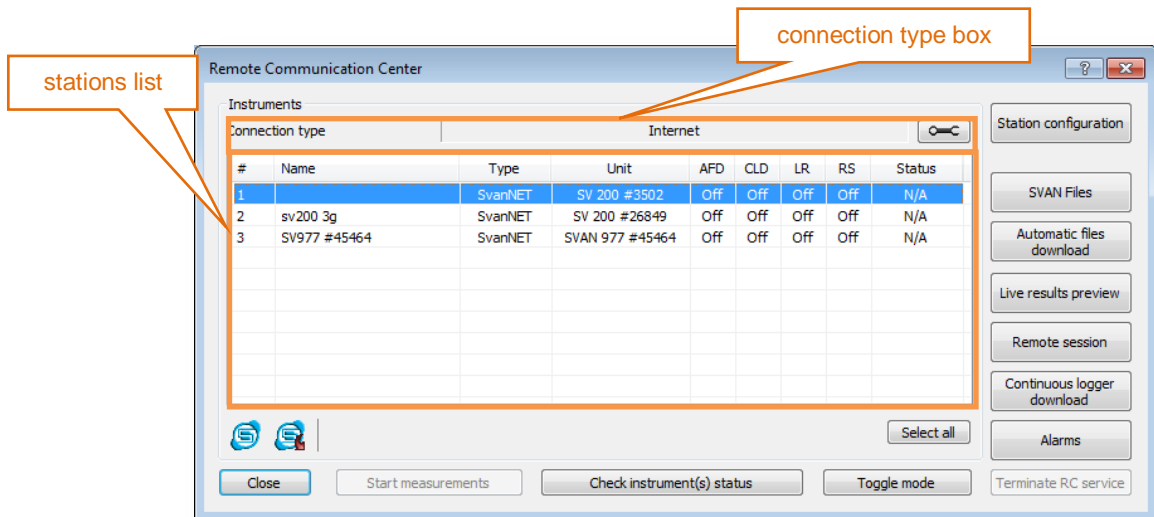 connection type box
stations list
Remote Communication Center
?
Instruments
Connection type Internet
Station configuration
# Name Type Unit AFD CLD LR RS Status
1 SvanNET SV 200 #3502 Off Off Off Off N/A
2 sv200 3g SvanNET SV 200 #26849 Off Off Off Off N/A
3 SV977 #45464 SvanNET SVAN 977 #45464 Off Off Off Off N/A
SVAN Files
Automatic files
download
Live results preview
Remote session
Continuous logger
download
Select all
Alarms
Close Start measurements Check instrument(s) status Toggle mode Terminate RC service